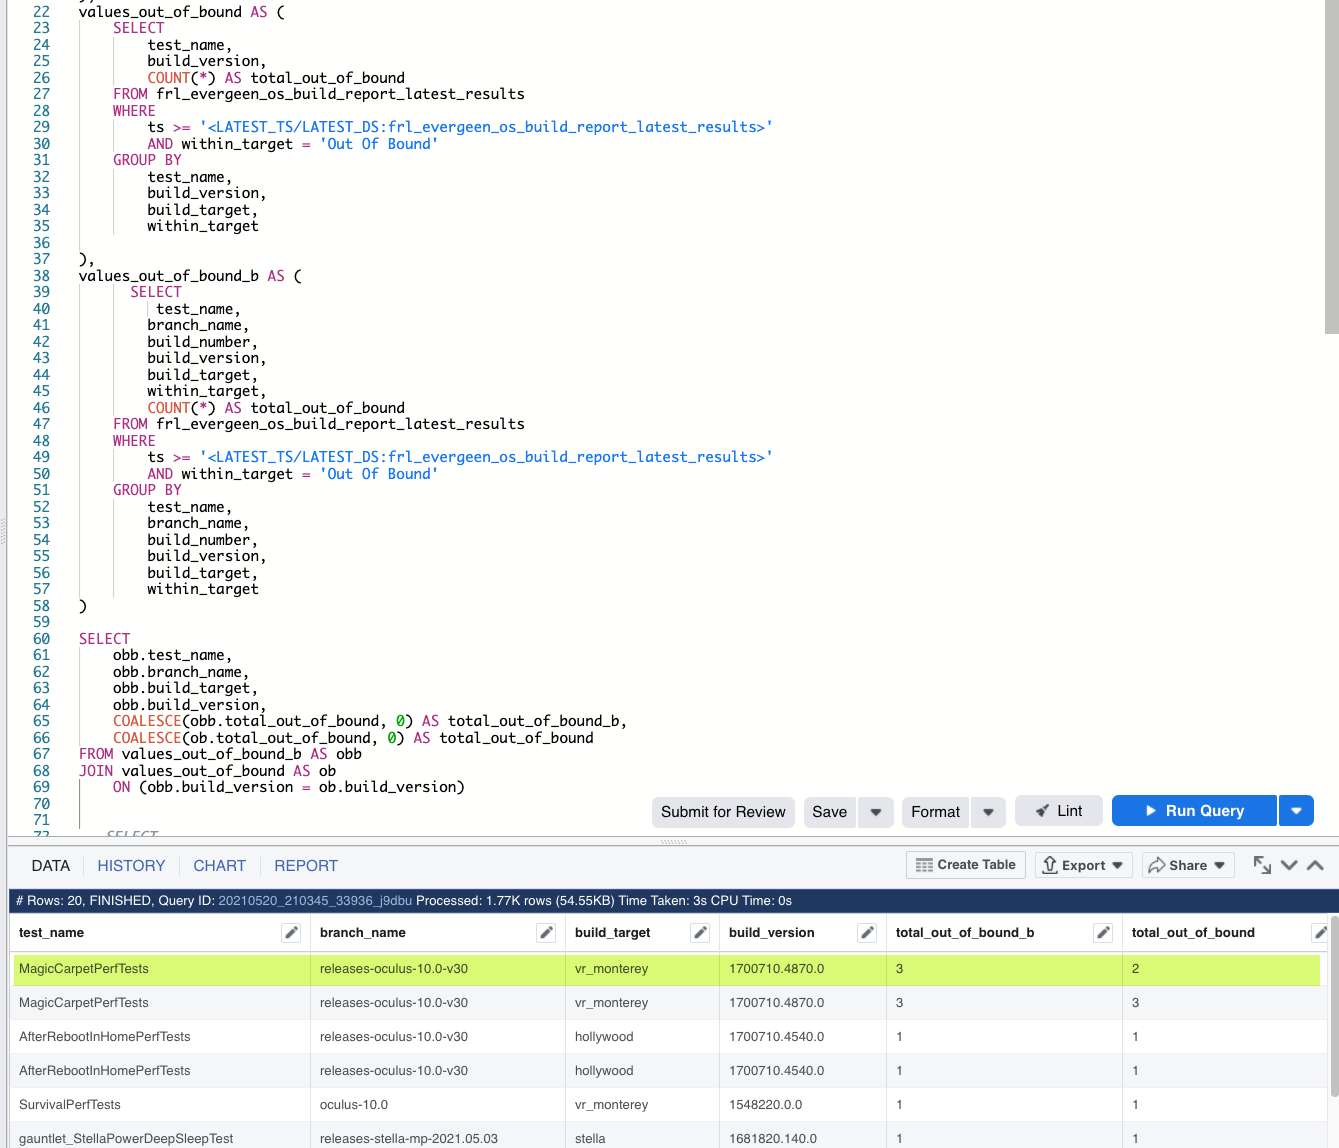 22 values_out_of_bound AS (
23 SELECT
24 test_name,
25 build_version,
26 COUNT(*) AS total_out_of_bound
27 FROM frl_evergeen_os_build_report_latest_results
28 WHERE
29 ts >= '<LATEST_TS/LATEST_DS:frl_evergeen_os_build_report_latest_results>'
30 AND within_target = 'Out Of Bound'
31 GROUP BY
32 test_name,
33 build_version,
34 build_target,
35 within_target
36
37 ),
38 values_out_of_bound_b AS (
39 SELECT
40 test_name,
41 branch_name,
42 build_number,
43 build_version,
44 build_target,
45 within_target,
46 COUNT(*) AS total_out_of_bound
47 FROM frl_evergeen_os_build_report_latest_results
48 WHERE
49 ts >= '<LATEST_TS/LATEST_DS:frl_evergeen_os_build_report_latest_results>'
50 AND within_target = 'Out Of Bound'
51 GROUP BY
52 test_name,
53 branch_name,
54 build_number,
55 build_version,
56 build_target,
57 within_target
58 )
59
60 SELECT
61 obb.test_name,
62 obb.branch_name,
63 obb.build_target,
64 obb.build_version,
65 COALESCE(obb.total_out_of_bound, 0) AS total_out_of_bound_b,
66 COALESCE(ob.total_out_of_bound, 0) AS total_out_of_bound
67 FROM values_out_of_bound_b AS obb
68 JOIN values_out_of_bound AS ob
69 ON (obb.build_version = ob.build_version)
70
71
SELECT
Submit for Review Save Format Lint Run Query
DATA HISTORY CHART REPORT Create Table Export Share
# Rows: 20, FINISHED, Query ID: 20210520_210345_33936_j9dbu Processed: 1.77K rows (54.55KB) Time Taken: 3s CPU Time: 0s
test_name branch_name build_target build_version total_out_of_bound_b total_out_of_bound
MagicCarpetPerfTests releases-oculus-10.0-v30 vr_monterey 1700710.4870.0 3 2
MagicCarpetPerfTests releases-oculus-10.0-v30 vr_monterey 1700710.4870.0 3 3
AfterRebootInHomePerfTests releases-oculus-10.0-v30 hollywood 1700710.4540.0 1 1
AfterRebootInHomePerfTests releases-oculus-10.0-v30 hollywood 1700710.4540.0 1 1
SurvivalPerfTests oculus-10.0 vr_monterey 1548220.0.0 1 1
gauntlet_StellaPowerDeepSleepTest releases-stella-mp-2021.05.03 stella 1681820.140.0 1 1